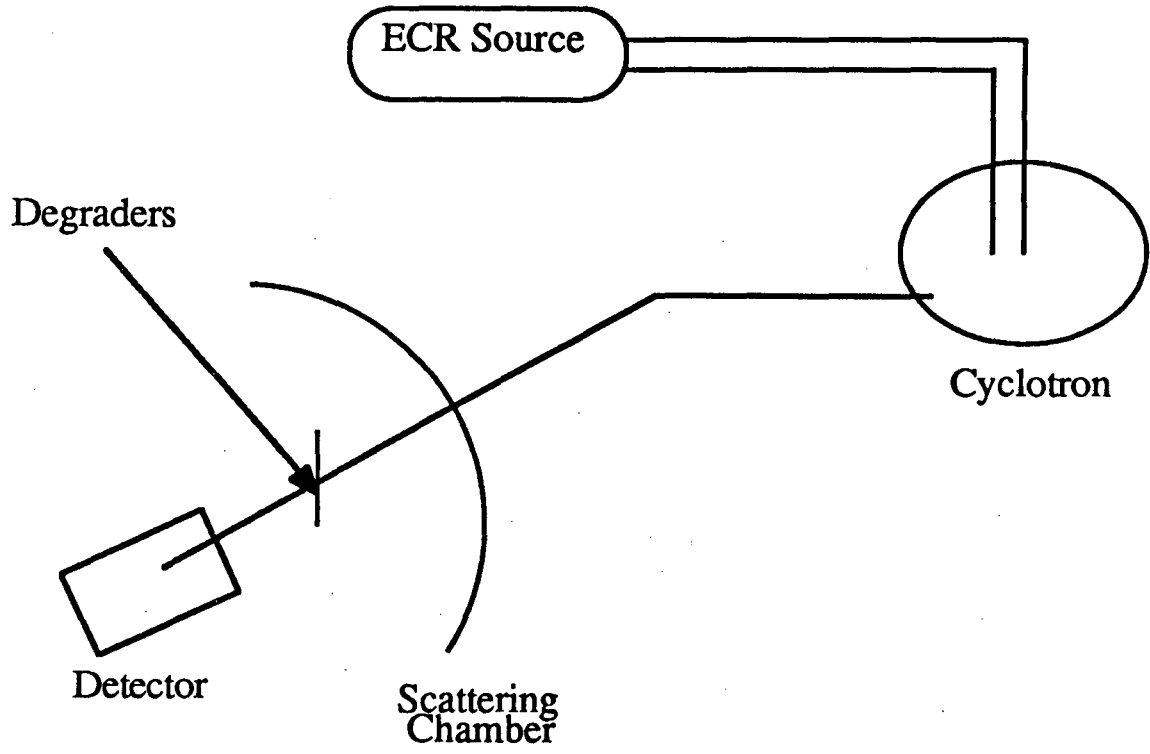 ECR Source
Degraders
Cyclotron
Detector
Scattering
Chamber